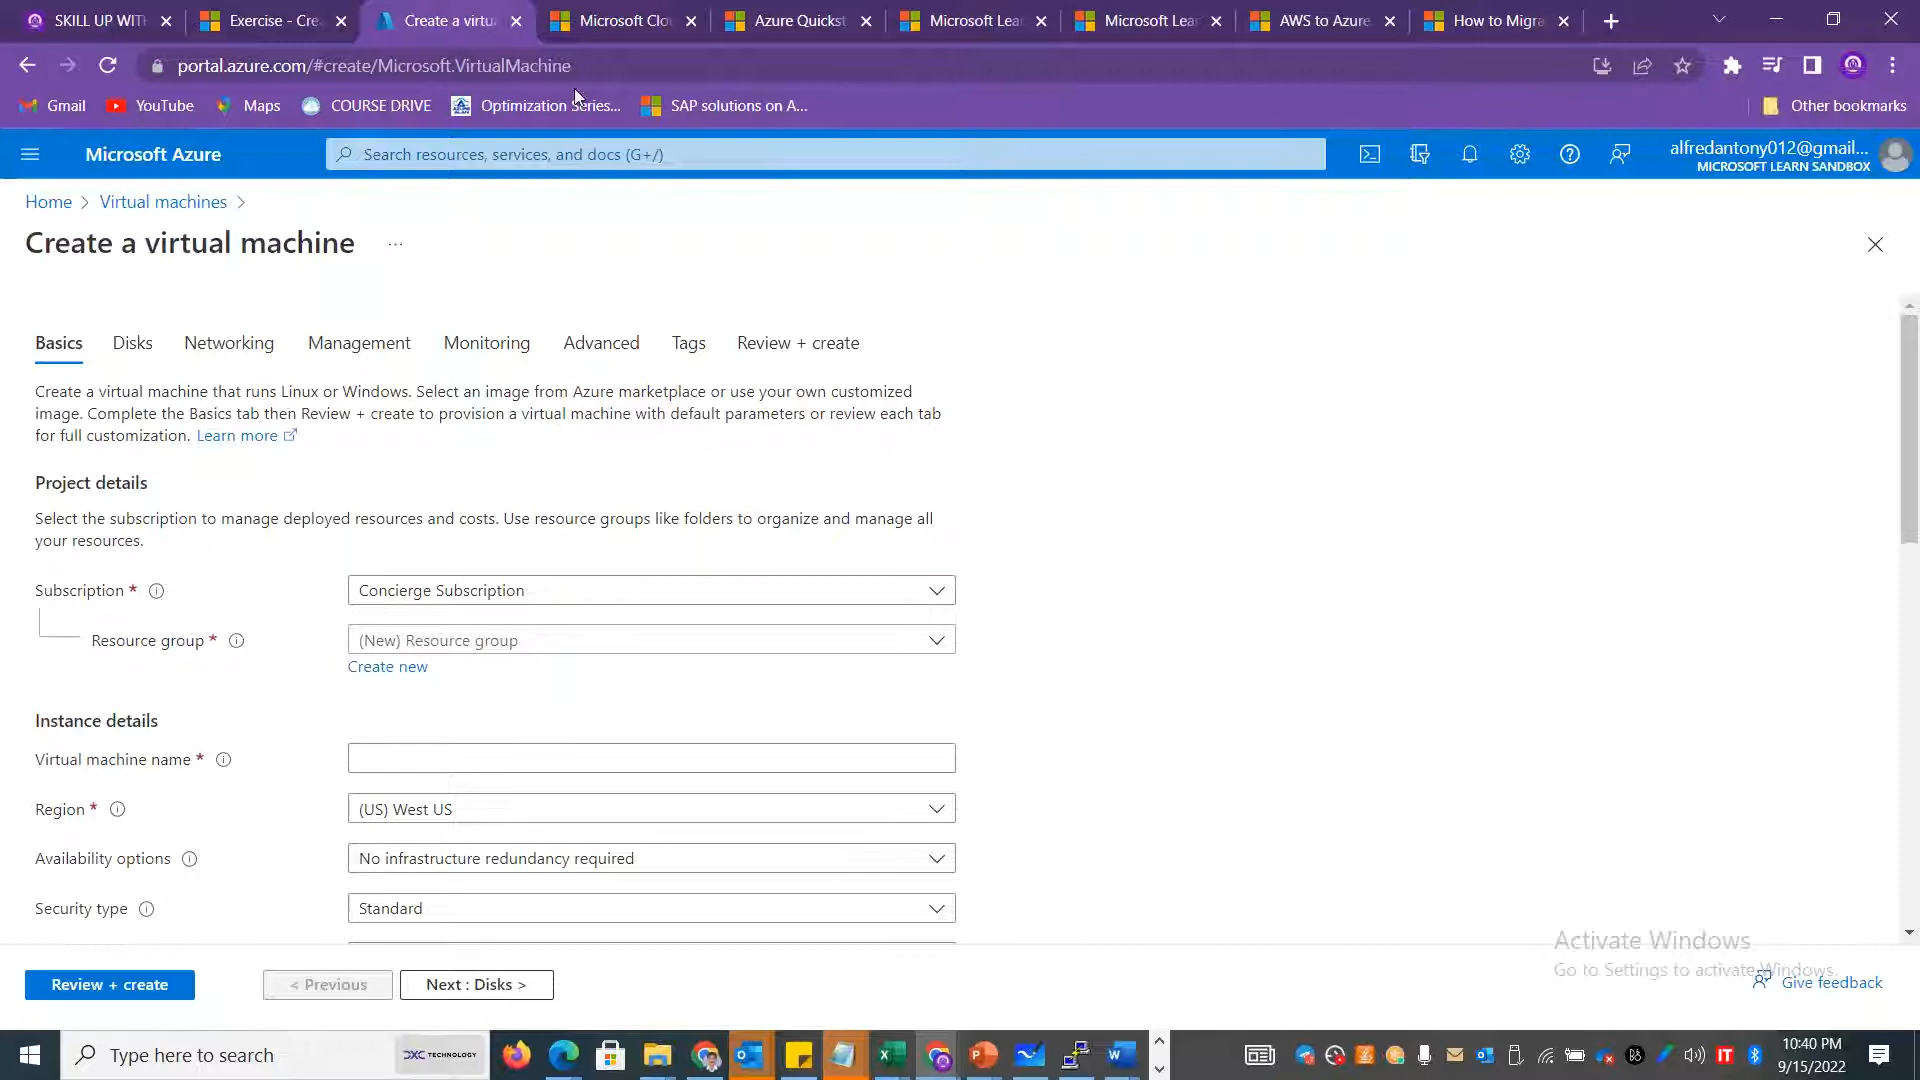 SKILL UP WIT
Exercise - Cre
Create a virtu
Microsoft Clo
Azure Quickst
Microsoft Lea
Microsoft Lea
AWS to Azure
How to Migra
portal.azure.com/#create/Microsoft.VirtualMachine
Gmail
YouTube
Maps
COURSE DRIVE
Optimization Series...
SAP solutions on A...
Other bookmarks
Microsoft Azure
Search resources, services, and docs (G+/)
alfredantony012@gmail....
MICROSOFT LEARN SANDBOX
Home > Virtual machines >
Create a virtual machine ...
Basics
Disks
Networking
Management
Monitoring
Advanced
Tags
Review + create
Create a virtual machine that runs Linux or Windows. Select an image from Azure marketplace or use your own customized
image. Complete the Basics tab then Review + create to provision a virtual machine with default parameters or review each tab
for full customization. Learn more
Project details
Select the subscription to manage deployed resources and costs. Use resource groups like folders to organize and manage all
your resources.
Subscription *
Concierge Subscription
Resource group *
(New) Resource group
Create new
Instance details
Virtual machine name *
Region *
(US) West US
Availability options
No infrastructure redundancy required
Security type
Standard
Activate Windows
Go to Settings to activate Windows.
Review + create
< Previous
Next : Disks >
Give feedback
Type here to search
DXC TECHNOLOGY
10:40 PM
9/15/2022